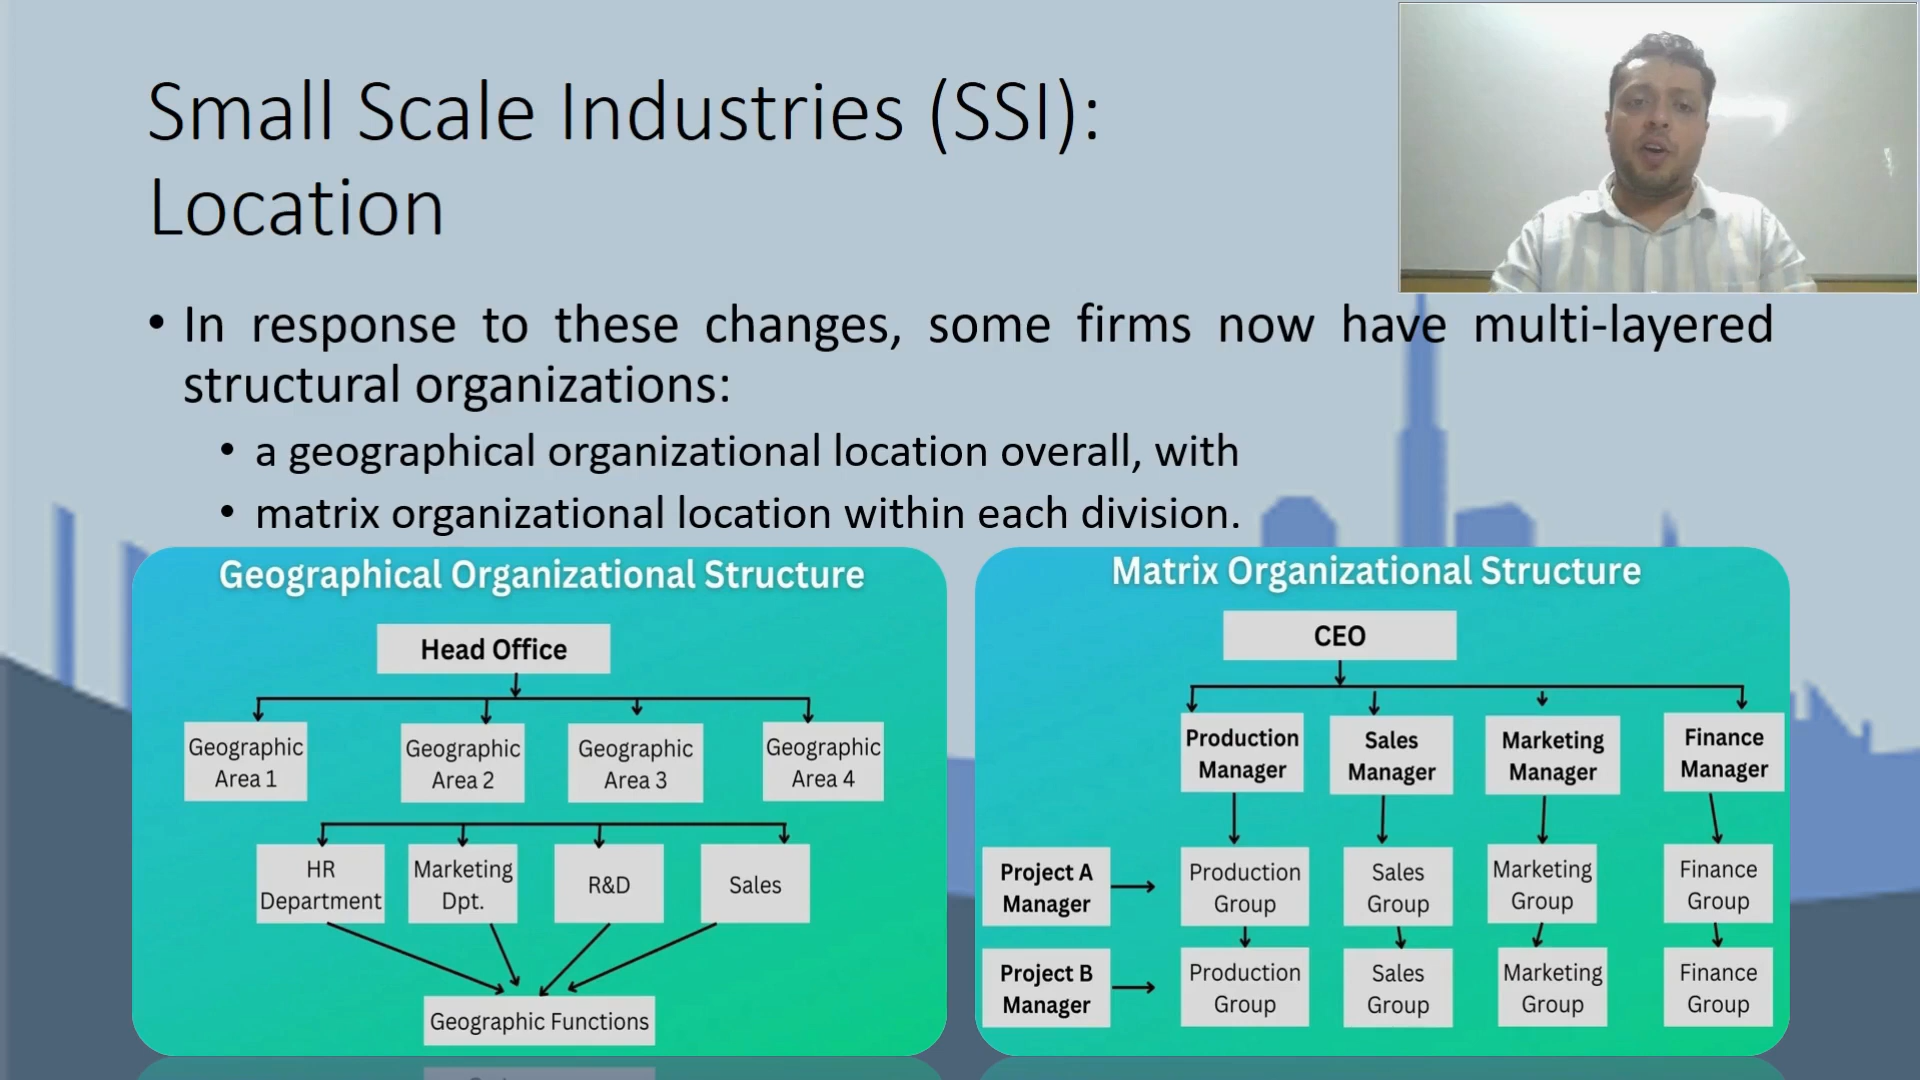 Small Scale Industries (SSI):
Location
• In response to these changes, some firms now have multi-layered
structural organizations:
• a geographical organizational location overall, with
• matrix organizational location within each division.
Geographical Organizational Structure
Head Office
Geographic
Area 1
Geographic
Area 2
Geographic
Area 3
Geographic
Area 4
HR
Department
Marketing
Dpt.
R&D
Sales
Geographic Functions
Matrix Organizational Structure
CEO
Production
Manager
Sales
Manager
Marketing
Manager
Finance
Manager
Project A
Manager
Production
Group
Sales
Group
Marketing
Group
Finance
Group
Project B
Manager
Production
Group
Sales
Group
Marketing
Group
Finance
Group